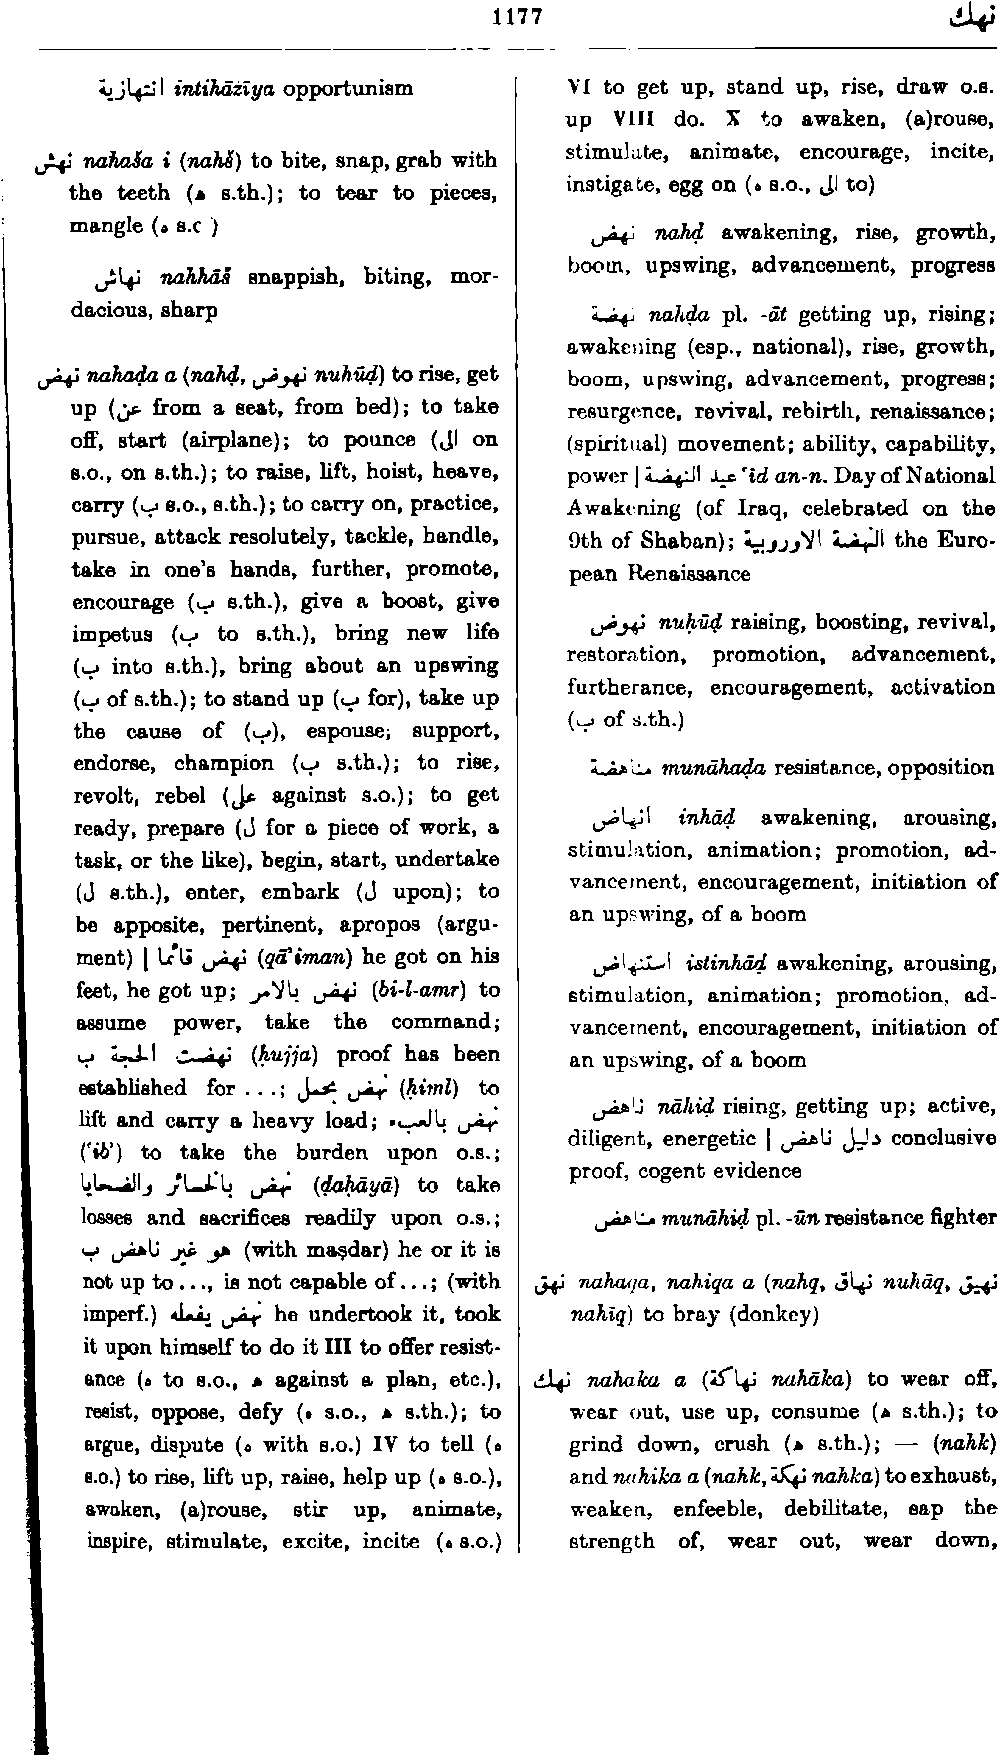 1177
نهك
انتهازية intihāzīya opportunism
نهش nahaša i (nahš) to bite, snap, grab with
the teeth (ھ s.th.); to tear to pieces,
mangle (ه s.o )
نهاش nahhāš snappish, biting, mor-
dacious, sharp
نهض nahaḍa a (nahḍ, نهوض nuhūḍ) to rise, get
up (عن from a seat, from bed); to take
off, start (airplane); to pounce (الى on
s.o., on s.th.); to raise, lift, hoist, heave,
carry (ب s.o., s.th.); to carry on, practice,
pursue, attack resolutely, tackle, handle,
take in one's hands, further, promote,
encourage (ب s.th.), give a boost, give
impetus (ب to s.th.), bring new life
(ب into s.th.), bring about an upswing
(ب of s.th.); to stand up (ب for), take up
the cause of (ب), espouse; support,
endorse, champion (ب s.th.); to rise,
revolt, rebel (على against s.o.); to get
ready, prepare (ل for a piece of work, a
task, or the like), begin, start, undertake
(ل s.th.), enter, embark (ل upon); to
be apposite, pertinent, apropos (argu-
ment) | نهض قائما (qā'iman) he got on his
feet, he got up; نهض بالامر (bi-l-amr) to
assume power, take the command;
نهضت الحجة ب (ḥujja) proof has been
established for ...; نهض بحمل (ḥiml) to
lift and carry a heavy load; نهض بالعبء
(‘ib’) to take the burden upon o.s.;
نهض بالخسائر والضحايا (ḍaḥāyā) to take
losses and sacrifices readily upon o.s.;
هو غير ناهض ب (with maṣdar) he or it is
not up to ..., is not capable of ...; (with
imperf.) نهض يفعله he undertook it, took
it upon himself to do it III to offer resist-
ance (ه to s.o., ھ against a plan, etc.),
resist, oppose, defy (ه s.o., ھ s.th.); to
argue, dispute (ه with s.o.) IV to tell (ه
s.o.) to rise, lift up, raise, help up (ه s.o.),
awaken, (a)rouse, stir up, animate,
inspire, stimulate, excite, incite (ه s.o.)
VI to get up, stand up, rise, draw o.s.
up VIII do. X to awaken, (a)rouse,
stimulate, animate, encourage, incite,
instigate, egg on (ه s.o., الى to)
نهض nahḍ awakening, rise, growth,
boom, upswing, advancement, progress
نهضة nahḍa pl. -āt getting up, rising;
awakening (esp., national), rise, growth,
boom, upswing, advancement, progress;
resurgence, revival, rebirth, renaissance;
(spiritual) movement; ability, capability,
power | عيد النهضة ‘īd an-n. Day of National
Awakening (of Iraq, celebrated on the
9th of Shaban); النهضة الاوروبية the Euro-
pean Renaissance
نهوض nuḥūḍ raising, boosting, revival,
restoration, promotion, advancement,
furtherance, encouragement, activation
(ب of s.th.)
مناهضة munāhaḍa resistance, opposition
انهاض inhāḍ awakening, arousing,
stimulation, animation; promotion, ad-
vancement, encouragement, initiation of
an upswing, of a boom
استنهاض istinhāḍ awakening, arousing,
stimulation, animation; promotion, ad-
vancement, encouragement, initiation of
an upswing, of a boom
ناهض nāhiḍ rising, getting up; active,
diligent, energetic | دليل ناهض conclusive
proof, cogent evidence
مناهض munāhiḍ pl. -ūn resistance fighter
نهق nahaqa, nahiqa a (nahq, نهاق nuhāq, نهيق
nahīq) to bray (donkey)
نهك nahaka a (نهاكة nahāka) to wear off,
wear out, use up, consume (ھ s.th.); to
grind down, crush (ھ s.th.); — (nahk)
and nahika a (nahk, نهكة nahka) to exhaust,
weaken, enfeeble, debilitate, sap the
strength of, wear out, wear down,